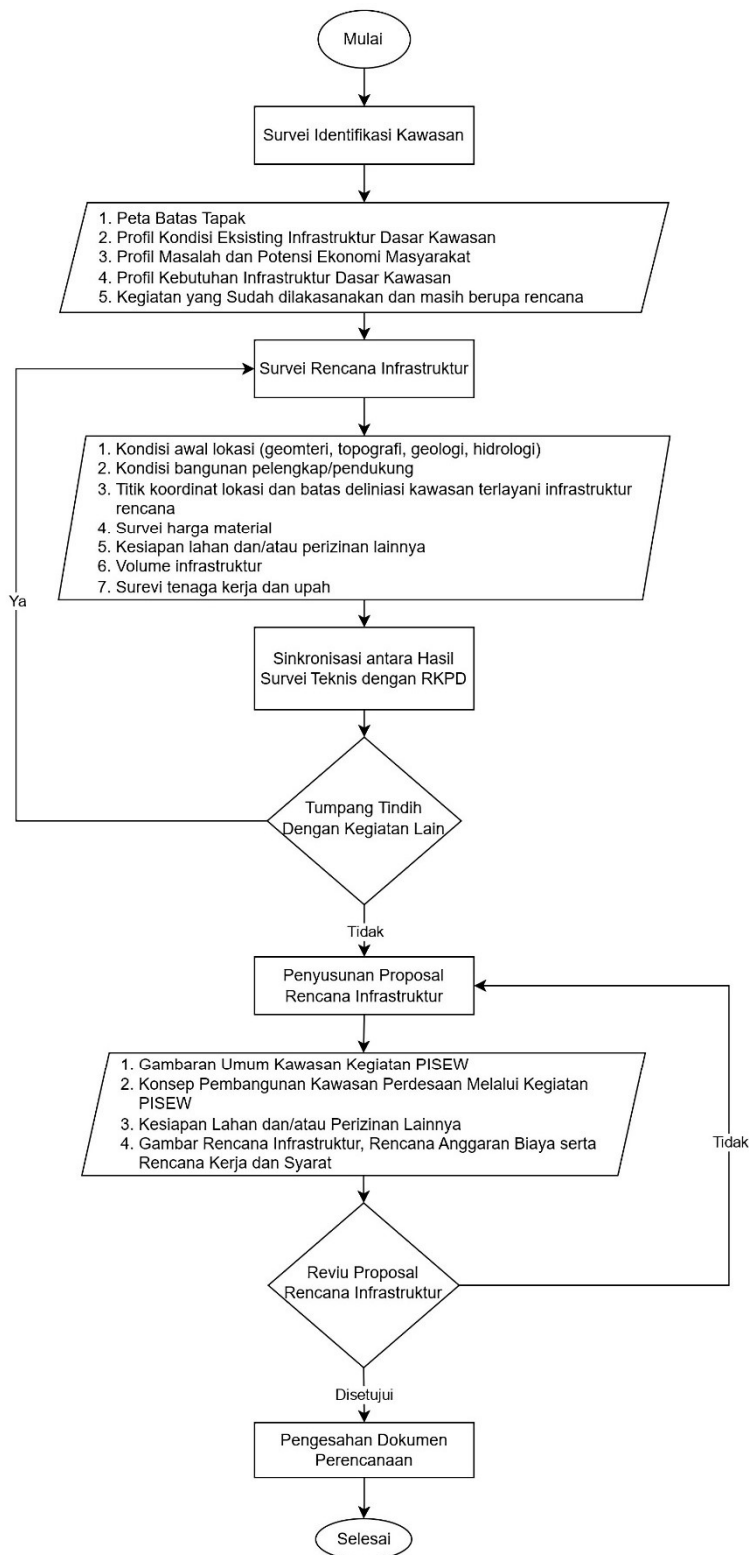 Mulai
Survei Identifikasi Kawasan
1. Peta Batas Tapak
2. Profil Kondisi Eksisting Infrastruktur Dasar Kawasan
3. Profil Masalah dan Potensi Ekonomi Masyarakat
4. Profil Kebutuhan Infrastruktur Dasar Kawasan
5. Kegiatan yang Sudah dilakasanakan dan masih berupa rencana
Survei Rencana Infrastruktur
1. Kondisi awal lokasi (geomteri, topografi, geologi, hidrologi)
2. Kondisi bangunan pelengkap/pendukung
3. Titik koordinat lokasi dan batas deliniasi kawasan terlayani infrastruktur
rencana
4. Survei harga material
5. Kesiapan lahan dan/atau perizinan lainnya
6. Volume infrastruktur
7. Surevi tenaga kerja dan upah
Ya
Sinkronisasi antara Hasil
Survei Teknis dengan RKPD
Tumpang Tindih
Dengan Kegiatan Lain
Tidak
Penyusunan Proposal
Rencana Infrastruktur
1. Gambaran Umum Kawasan Kegiatan PISEW
2. Konsep Pembangunan Kawasan Perdesaan Melalui Kegiatan
PISEW
3. Kesiapan Lahan dan/atau Perizinan Lainnya
4. Gambar Rencana Infrastruktur, Rencana Anggaran Biaya serta
Rencana Kerja dan Syarat
Tidak
Reviu Proposal
Rencana Infrastruktur
Disetujui
Pengesahan Dokumen
Perencanaan
Selesai